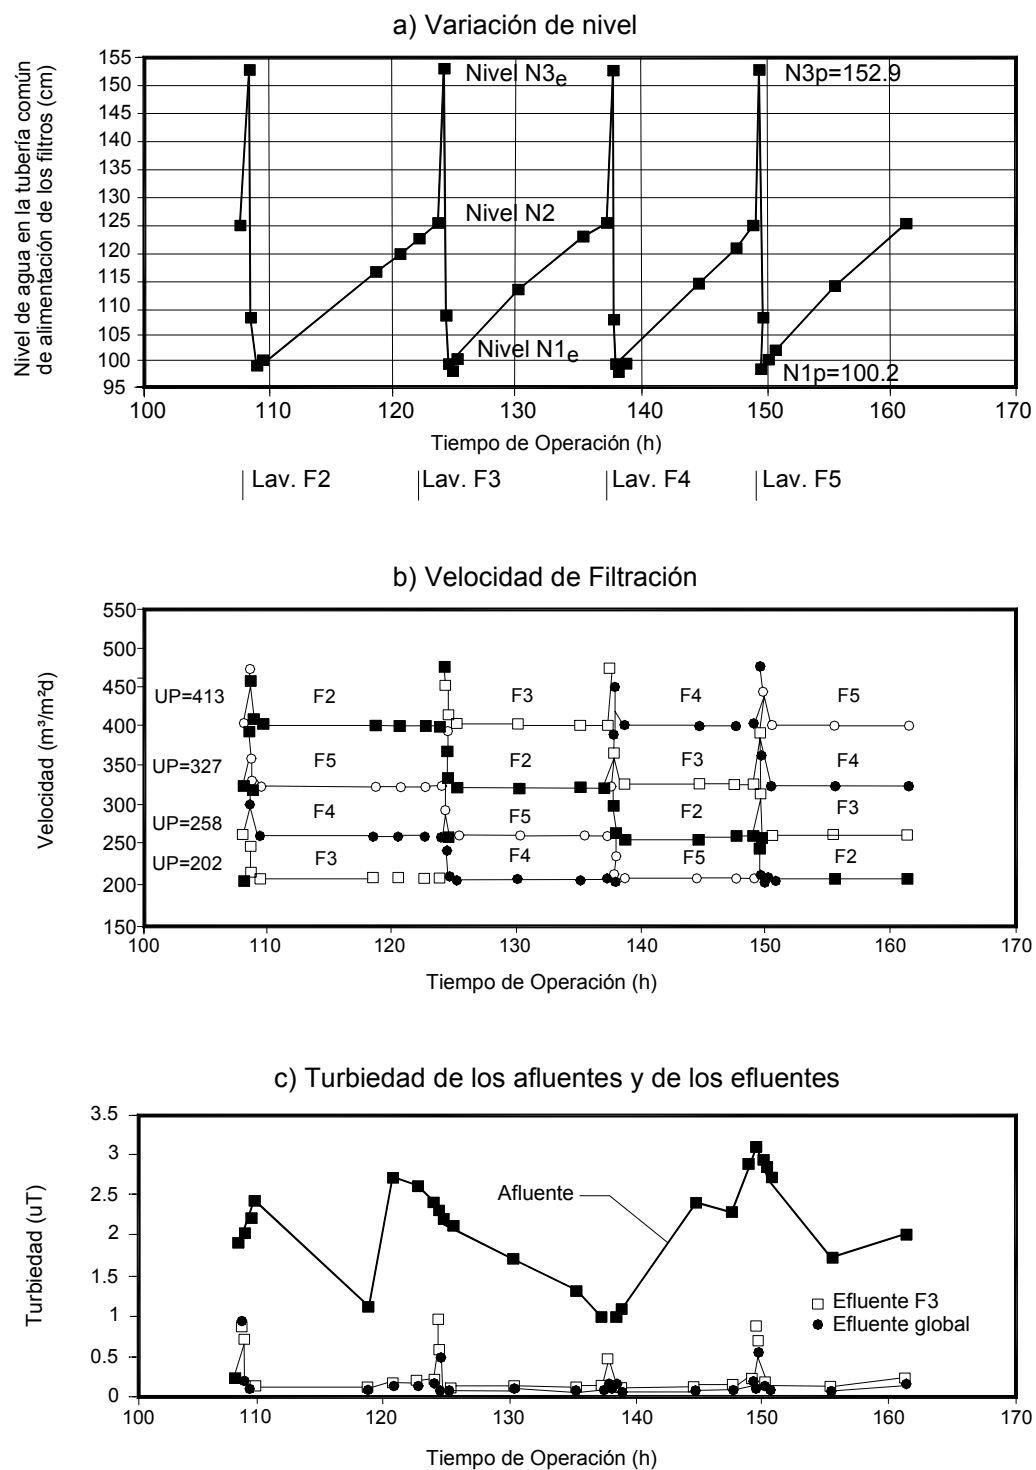 a) Variación de nivel
Nivel de agua en la tubería común
de alimentación de los filtros (cm)
155
150
145
140
135
130
125
120
115
110
105
100
95
Nivel N3e
N3p=152.9
Nivel N2
Nivel N1e
N1p=100.2
100 110 120 130 140 150 160 170
Tiempo de Operación (h)
Lav. F2 Lav. F3 Lav. F4 Lav. F5
b) Velocidad de Filtración
Velocidad (m³/m²d)
550
500
450
400
350
300
250
200
150
UP=413 F2 F3 F4 F5
UP=327 F5 F2 F3 F4
UP=258 F4 F5 F2 F3
UP=202 F3 F4 F5 F2
100 110 120 130 140 150 160 170
Tiempo de Operación (h)
c) Turbiedad de los afluentes y de los efluentes
Turbiedad (uT)
3.5
3
2.5
2
1.5
1
0.5
0
Afluente
Efluente F3
Efluente global
100 110 120 130 140 150 160 170
Tiempo de Operación (h)